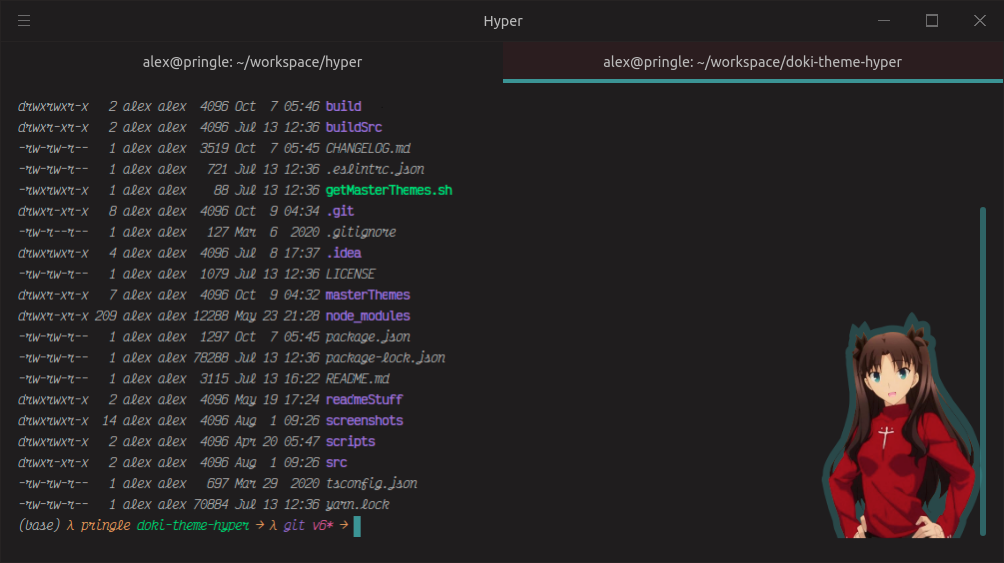 Hyper
alex@pringle: ~/workspace/hyper
alex@pringle: ~/workspace/doki-theme-hyper
drwxrwxr-x 2 alex alex 4096 Oct 7 05:46 build
drwxr-xr-x 2 alex alex 4096 Jul 13 12:36 buildSrc
-rw-rw-r-- 1 alex alex 3519 Oct 7 05:45 CHANGELOG.md
-rw-rw-r-- 1 alex alex 721 Jul 13 12:36 .eslintrc.json
-rwxrwxr-x 1 alex alex 88 Jul 13 12:36 getMasterThemes.sh
drwxr-xr-x 8 alex alex 4096 Oct 9 04:34 .git
-rw-r--r-- 1 alex alex 127 Mar 6 2020 .gitignore
drwxrwxr-x 4 alex alex 4096 Jul 8 17:37 .idea
-rw-rw-r-- 1 alex alex 1079 Jul 13 12:36 LICENSE
drwxr-xr-x 7 alex alex 4096 Oct 9 04:32 masterThemes
drwxr-xr-x 209 alex alex 12288 May 23 21:28 node_modules
-rw-rw-r-- 1 alex alex 1297 Oct 7 05:45 package.json
-rw-rw-r-- 1 alex alex 78288 Jul 13 12:36 package-lock.json
-rw-rw-r-- 1 alex alex 3115 Jul 13 16:22 README.md
drwxrwxr-x 2 alex alex 4096 May 19 17:24 readmeStuff
drwxrwxr-x 14 alex alex 4096 Aug 1 09:26 screenshots
drwxrwxr-x 2 alex alex 4096 Apr 20 05:47 scripts
drwxr-xr-x 2 alex alex 4096 Aug 1 09:26 src
-rw-rw-r-- 1 alex alex 697 Mar 29 2020 tsconfig.json
-rw-rw-r-- 1 alex alex 70884 Jul 13 12:36 yarn.lock
(base) λ pringle doki-theme-hyper → λ git v6* →